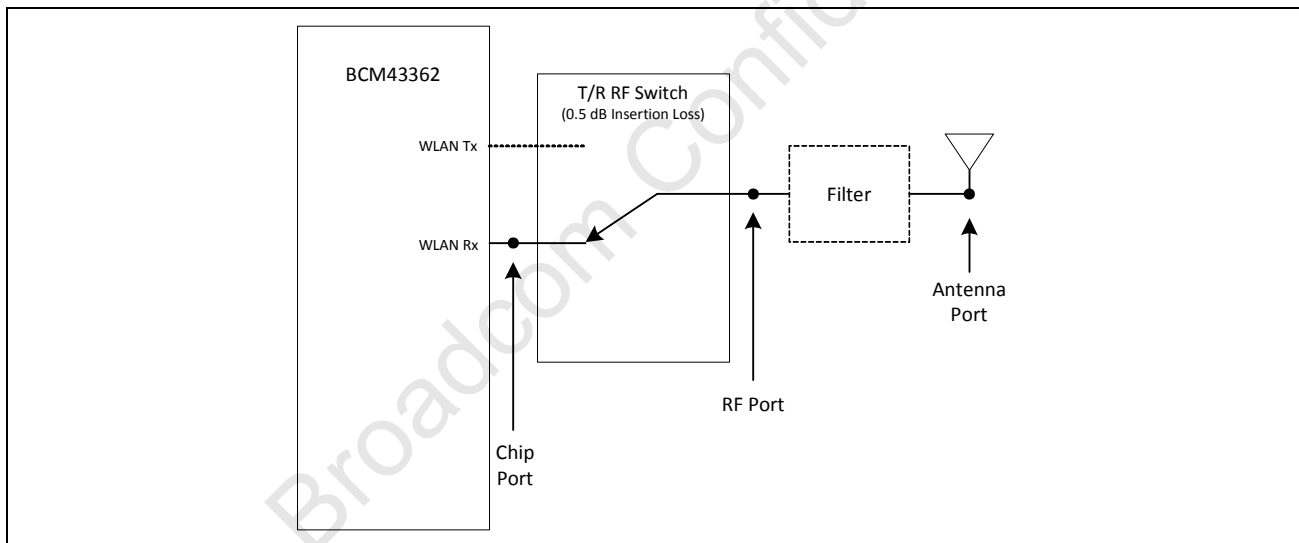 BCM43362
T/R RF Switch
(0.5 dB Insertion Loss)
WLAN Tx
Filter
WLAN Rx
Antenna
Port
RF Port
Chip
Port
Broadcom Confid